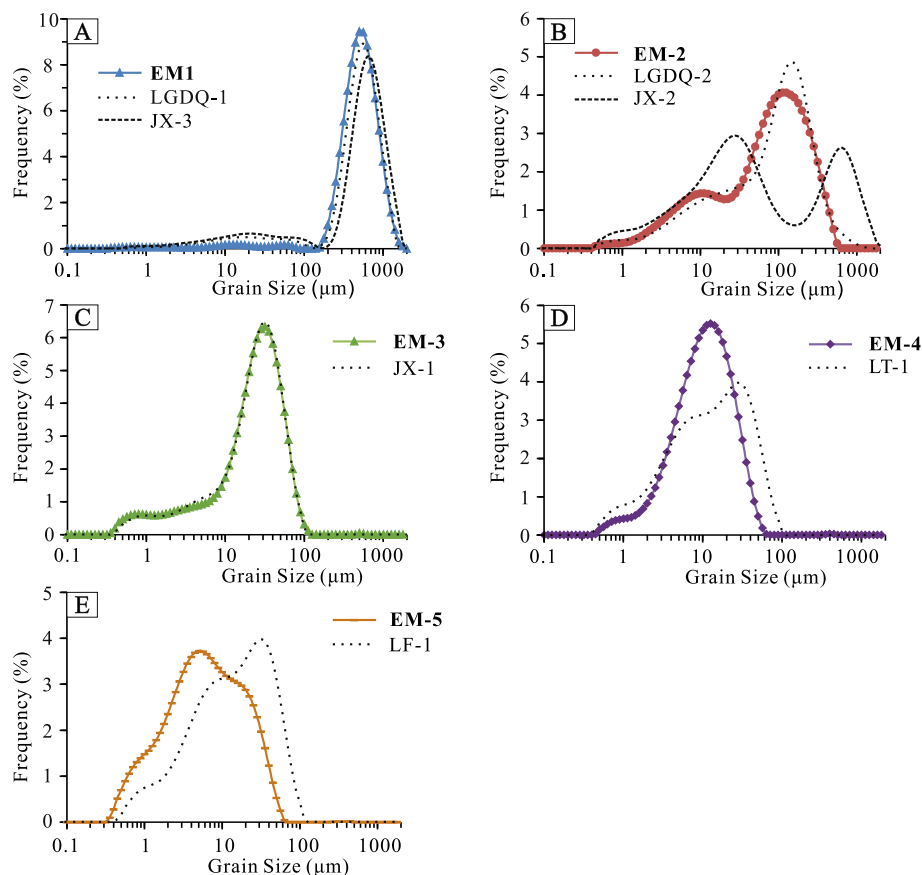 A
EM1
LGDQ-1
JX-3
Frequency (%)
10
8
6
4
2
0
0.1 1 10 100 1000
Grain Size (μm)
B
EM-2
LGDQ-2
JX-2
Frequency (%)
6
5
4
3
2
1
0
0.1 1 10 100 1000
Grain Size (μm)
C
EM-3
JX-1
Frequency (%)
7
6
5
4
3
2
1
0
0.1 1 10 100 1000
Grain Size (μm)
D
EM-4
LT-1
Frequency (%)
6
5
4
3
2
1
0
0.1 1 10 100 1000
Grain Size (μm)
E
EM-5
LF-1
Frequency (%)
5
4
3
2
1
0
0.1 1 10 100 1000
Grain Size (μm)